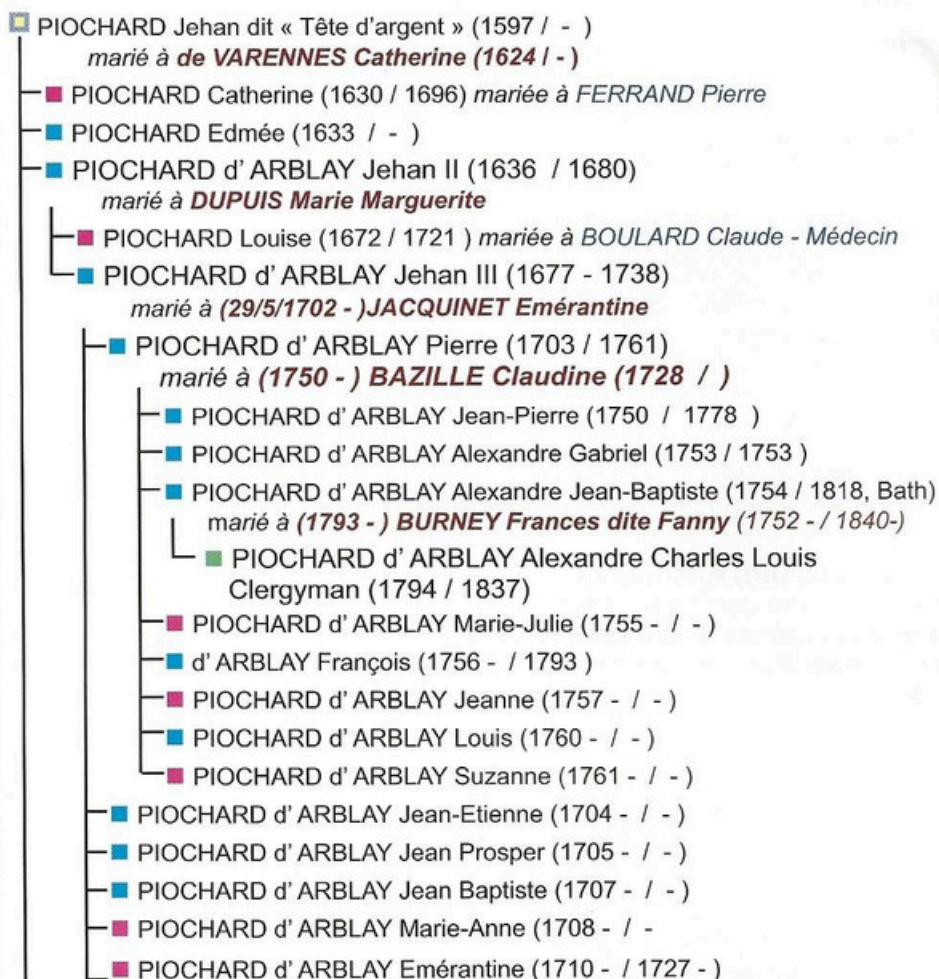 PIOCHARD Jehan dit « Tête d'argent » (1597 / - )
marié à de VARENNES Catherine (1624 / - )
PIOCHARD Catherine (1630 / 1696) mariée à FERRAND Pierre
PIOCHARD Edmée (1633 / - )
PIOCHARD d' ARBLAY Jehan II (1636 / 1680)
marié à DUPUIS Marie Marguerite
PIOCHARD Louise (1672 / 1721 ) mariée à BOULARD Claude - Médecin
PIOCHARD d' ARBLAY Jehan III (1677 - 1738)
marié à (29/5/1702 - )JACQUINET Emérantine
PIOCHARD d' ARBLAY Pierre (1703 / 1761)
marié à (1750 - ) BAZILLE Claudine (1728 / )
PIOCHARD d' ARBLAY Jean-Pierre (1750 / 1778 )
PIOCHARD d' ARBLAY Alexandre Gabriel (1753 / 1753 )
PIOCHARD d' ARBLAY Alexandre Jean-Baptiste (1754 / 1818, Bath)
marié à (1793 - ) BURNEY Frances dite Fanny (1752 - / 1840-)
PIOCHARD d' ARBLAY Alexandre Charles Louis
Clergyman (1794 / 1837)
PIOCHARD d' ARBLAY Marie-Julie (1755 - / - )
d' ARBLAY François (1756 - / 1793 )
PIOCHARD d' ARBLAY Jeanne (1757 - / - )
PIOCHARD d' ARBLAY Louis (1760 - / - )
PIOCHARD d' ARBLAY Suzanne (1761 - / - )
PIOCHARD d' ARBLAY Jean-Etienne (1704 - / - )
PIOCHARD d' ARBLAY Jean Prosper (1705 - / - )
PIOCHARD d' ARBLAY Jean Baptiste (1707 - / - )
PIOCHARD d' ARBLAY Marie-Anne (1708 - / -
PIOCHARD d' ARBLAY Emérantine (1710 - / 1727 - )